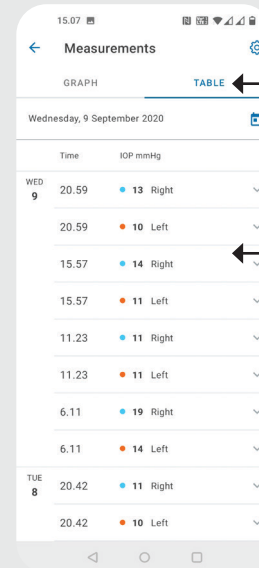 15.07
Measurements
GRAPH TABLE
Wednesday, 9 September 2020
Time IOP mmHg
WED
9
20.59 13 Right
20.59 10 Left
15.57 14 Right
15.57 11 Left
11.23 11 Right
11.23 11 Left
6.11 19 Right
6.11 14 Left
TUE
8
20.42 11 Right
20.42 10 Left